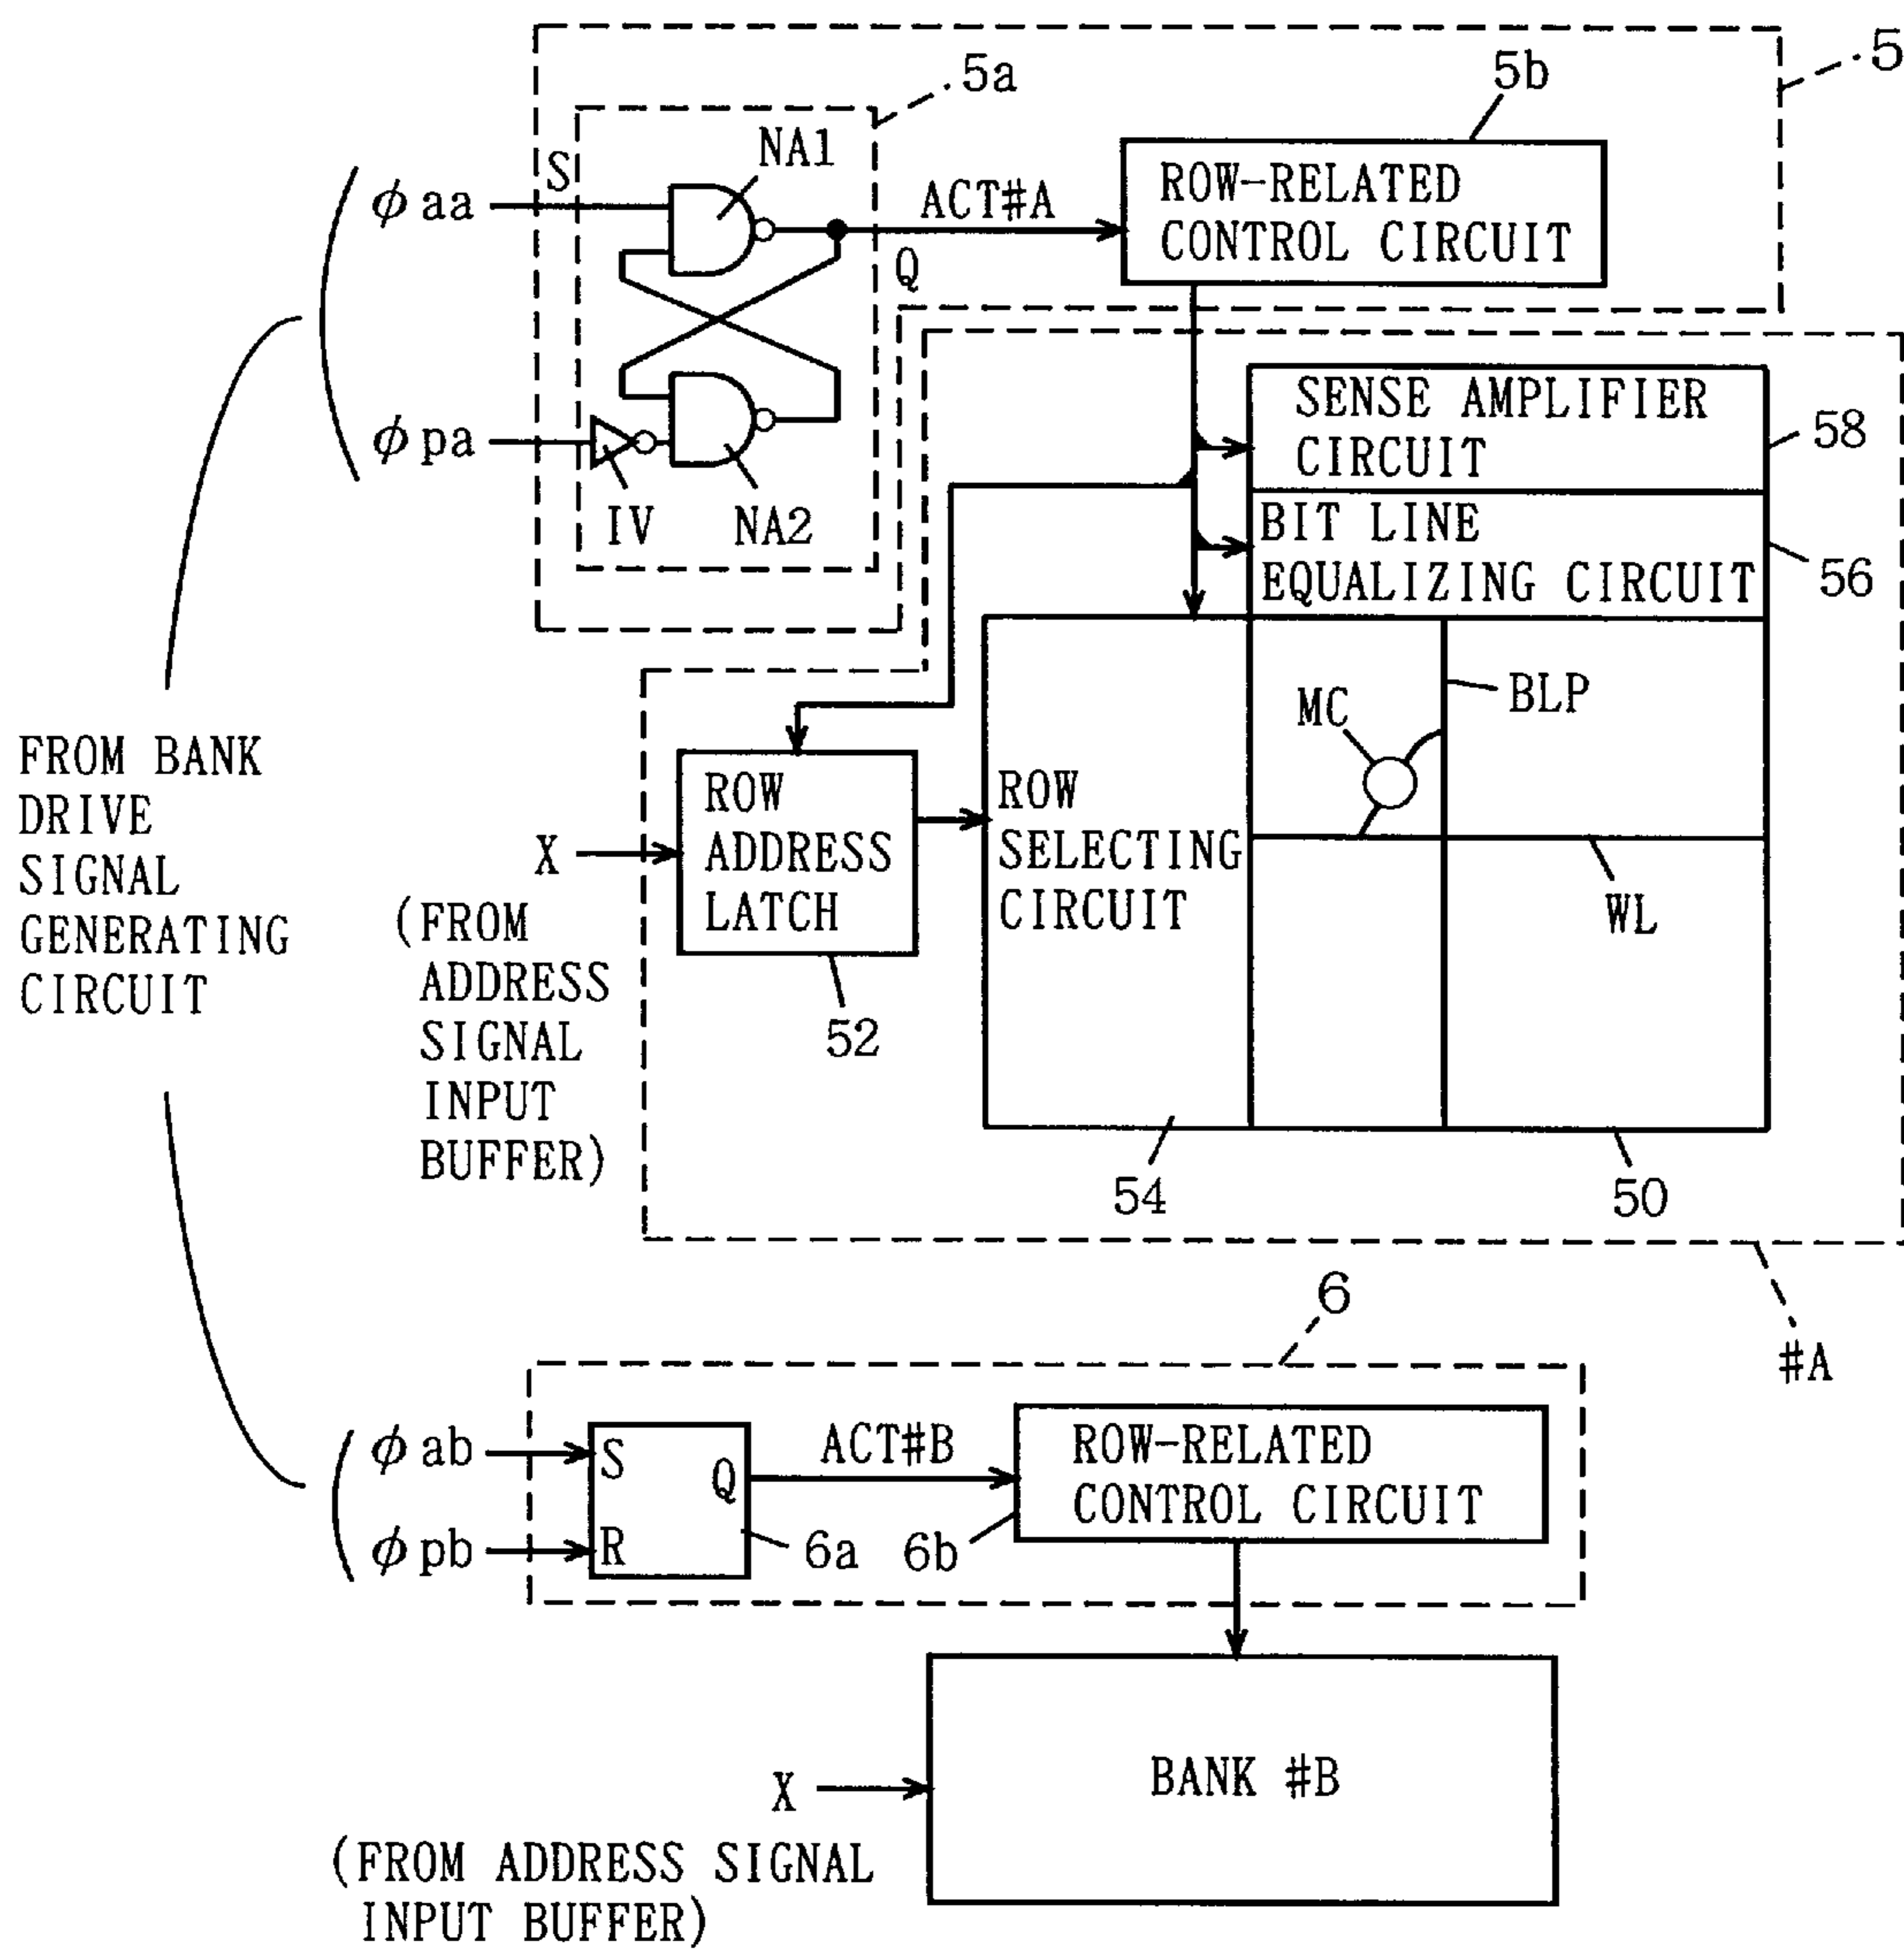 5
5a
5b
NA1
S
φaa
ACT#A
Q
ROW-RELATED
CONTROL CIRCUIT
φpa
IV
NA2
SENSE AMPLIFIER
CIRCUIT
58
BIT LINE
EQUALIZING CIRCUIT
56
FROM BANK
DRIVE
SIGNAL
GENERATING
CIRCUIT
MC
BLP
ROW
ADDRESS
LATCH
ROW
SELECTING
CIRCUIT
X
(FROM
ADDRESS
SIGNAL
INPUT
BUFFER)
WL
52
54
50
#A
6
φab
S
Q
ACT#B
ROW-RELATED
CONTROL CIRCUIT
φpb
R
6a
6b
BANK #B
X
(FROM ADDRESS SIGNAL
INPUT BUFFER)